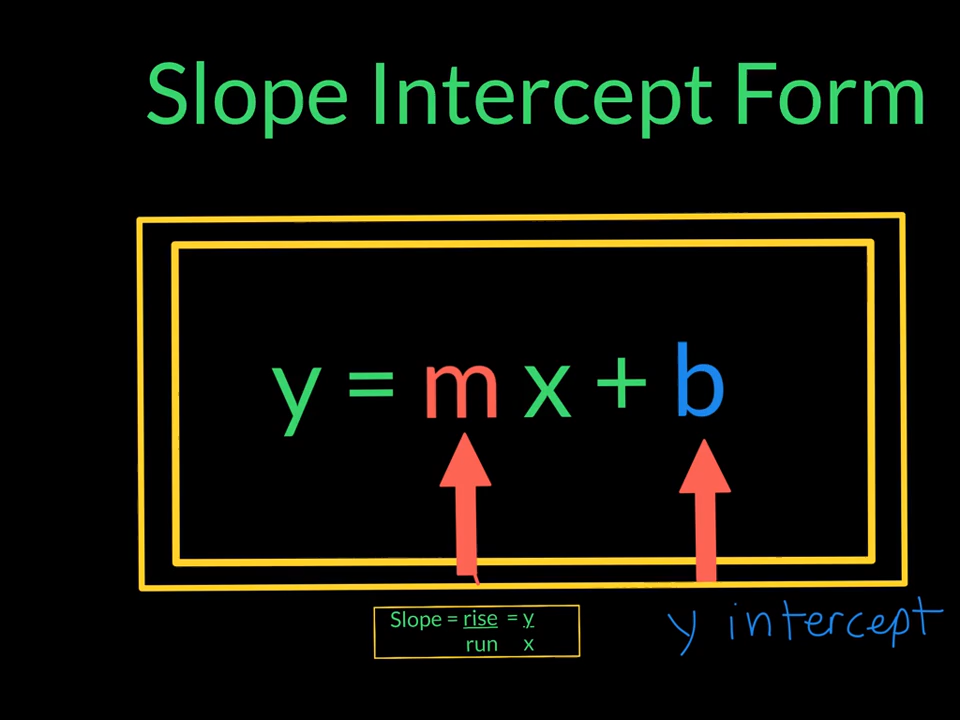 Slope Intercept Form
y = m x + b
Slope = rise = y
run x
y intercept